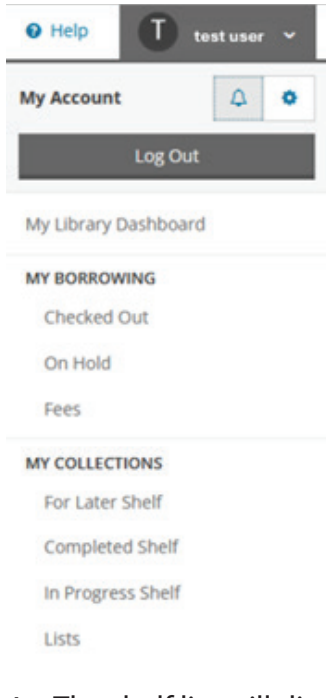 Help
T test user
My Account
Log Out
My Library Dashboard
MY BORROWING
Checked Out
On Hold
Fees
MY COLLECTIONS
For Later Shelf
Completed Shelf
In Progress Shelf
Lists